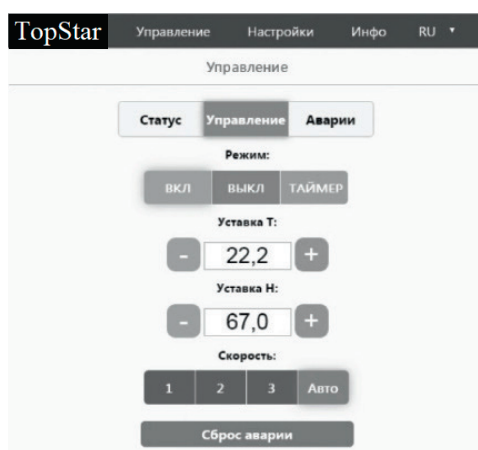 TopStar Управление Настройки Инфо RU
Управление
Статус Управление Аварии
Режим:
ВКЛ ВЫКЛ ТАЙМЕР
Уставка T:
- 22,2 +
Уставка H:
- 67,0 +
Скорость:
1 2 3 Авто
Сброс аварии